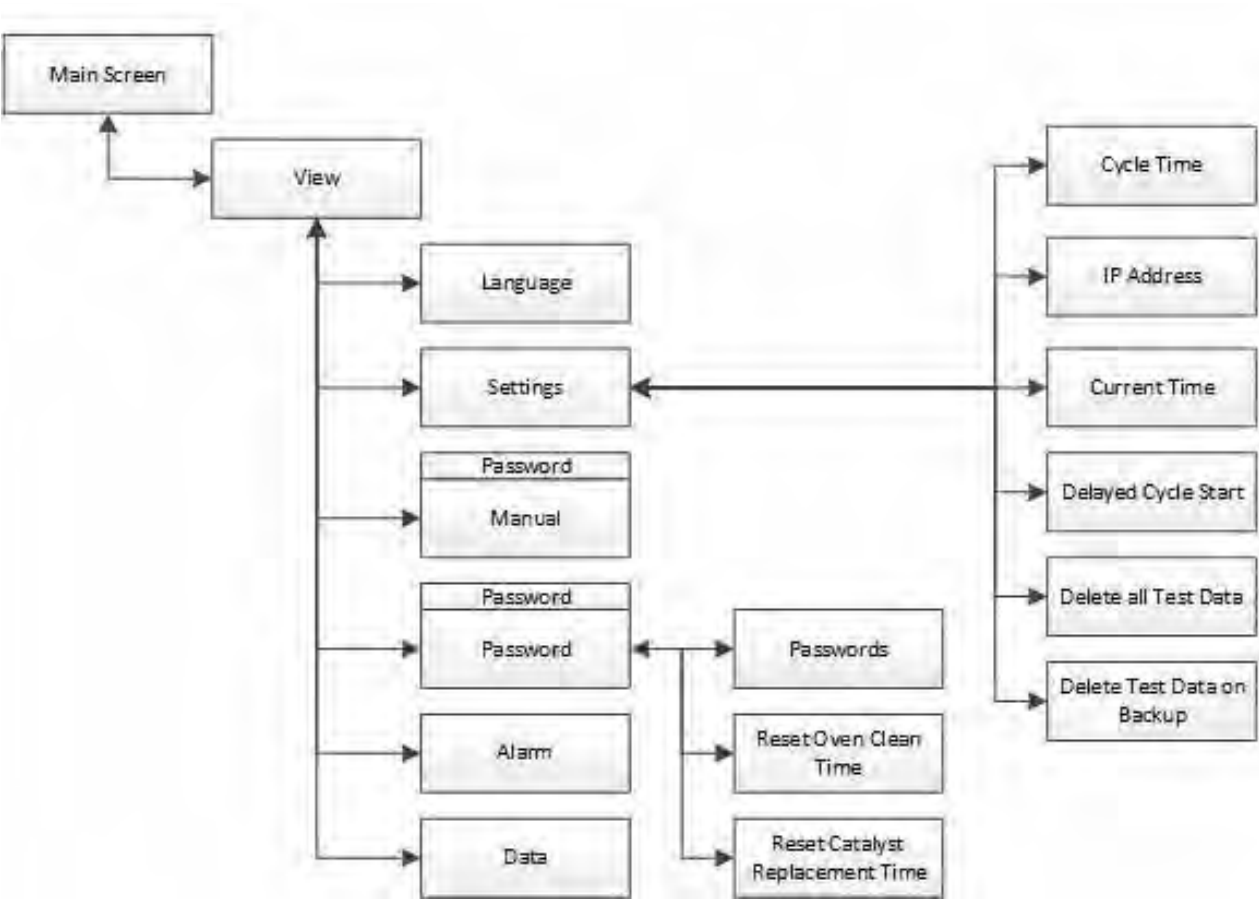 Main Screen
View
Language
Settings
Password
Manual
Password
Password
Alarm
Data
Passwords
Reset Oven Clean
Time
Reset Catalyst
Replacement Time
Cycle Time
IP Address
Current Time
Delayed Cycle Start
Delete all Test Data
Delete Test Data on
Backup